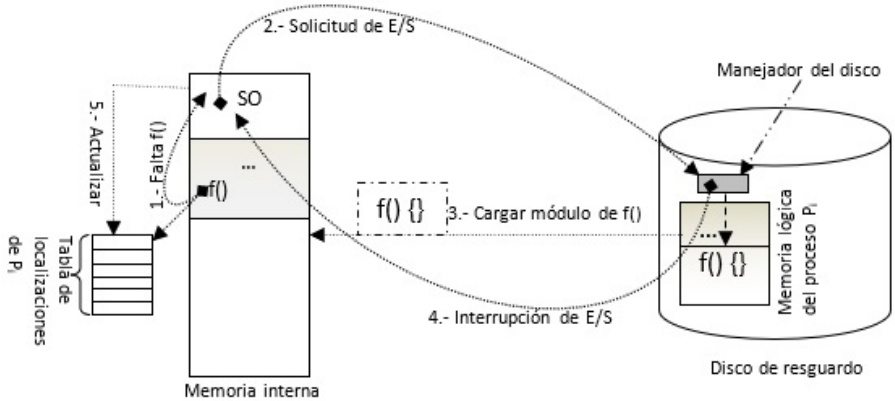 2.- Solicitud de E/S
Manejador del disco
SO
5.- Actualizar
1.- Falta f()
...
f()
f() {}
3.- Cargar módulo de f()
...
f() {}
Memoria lógica
del proceso Pᵢ
Tabla de
localizaciones
de Pᵢ
4.- Interrupción de E/S
Disco de resguardo
Memoria interna